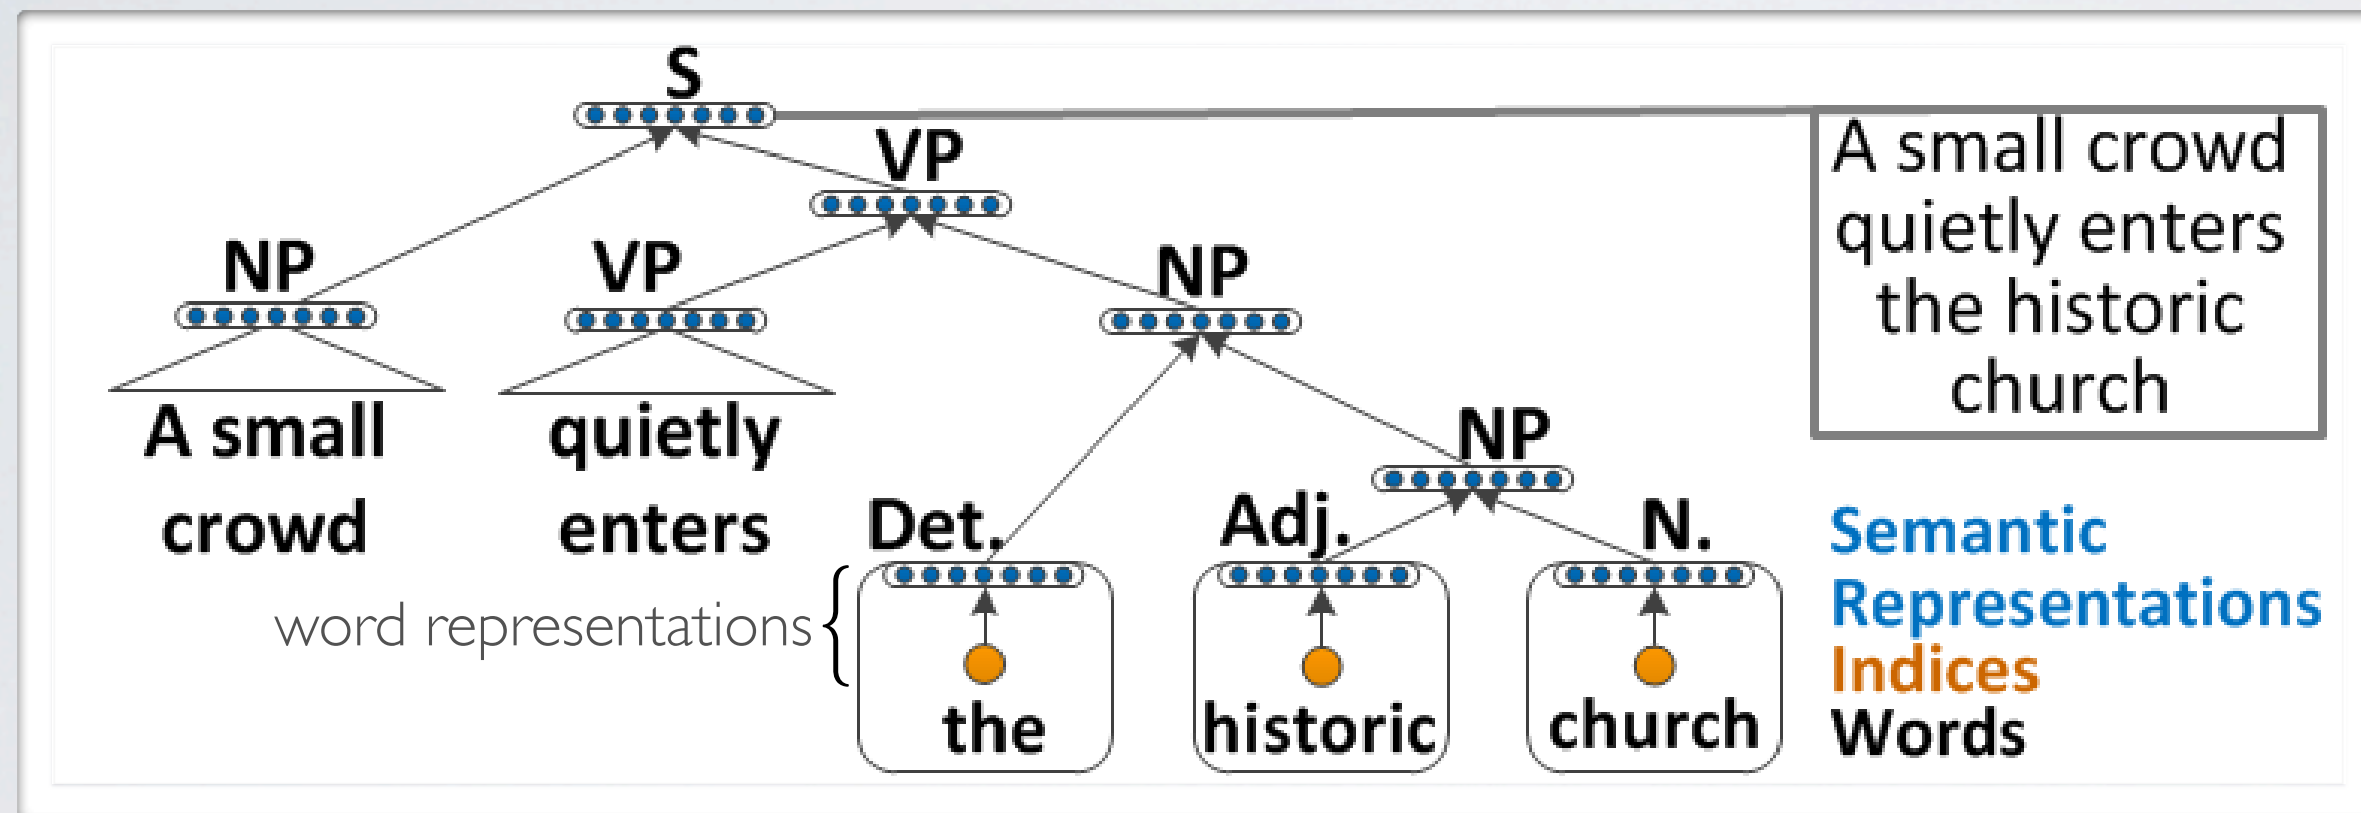 S
VP
NP
VP
NP
A small
crowd
quietly
enters
NP
Det.
Adj.
N.
word representations {
the
historic
church
A small crowd
quietly enters
the historic
church
Semantic
Representations
Indices
Words